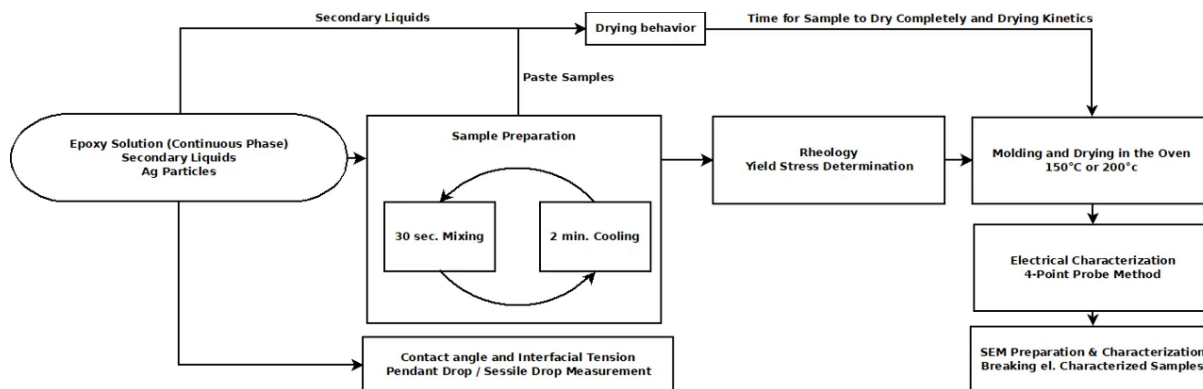 Secondary Liquids
Drying behavior
Time for Sample to Dry Completely and Drying Kinetics
Paste Samples
Epoxy Solution (Continuous Phase)
Secondary Liquids
Ag Particles
Sample Preparation
30 sec. Mixing
2 min. Cooling
Rheology
Yield Stress Determination
Molding and Drying in the Oven
150°C or 200°c
Electrical Characterization
4-Point Probe Method
Contact angle and Interfacial Tension
Pendant Drop / Sessile Drop Measurement
SEM Preparation & Characterization
Breaking el. Characterized Samples